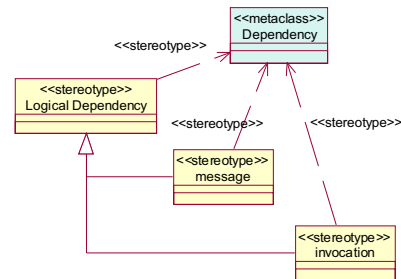 <<metaclass>>
Dependency
<<stereotype>>
<<stereotype>>
Logical Dependency
<<stereotype>>
<<stereotype>>
<<stereotype>>
message
<<stereotype>>
invocation